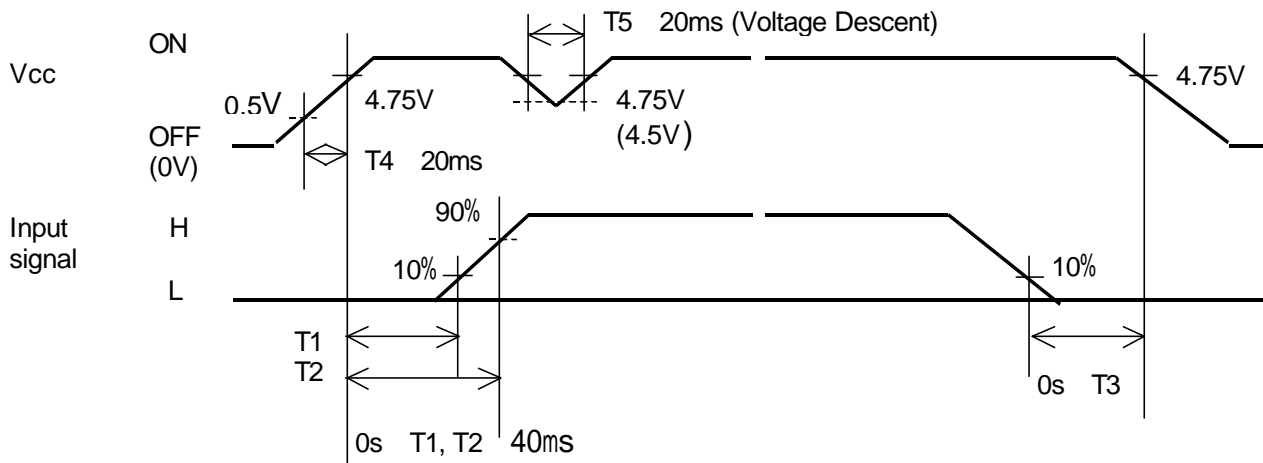 T5 20ms (Voltage Descent)
ON
Vcc
0.5V
4.75V
4.75V
4.75V
(4.5V)
OFF
(0V)
T4 20ms
Input
signal
H
90%
10%
10%
L
T1
T2
0s T3
0s T1, T2 40ms